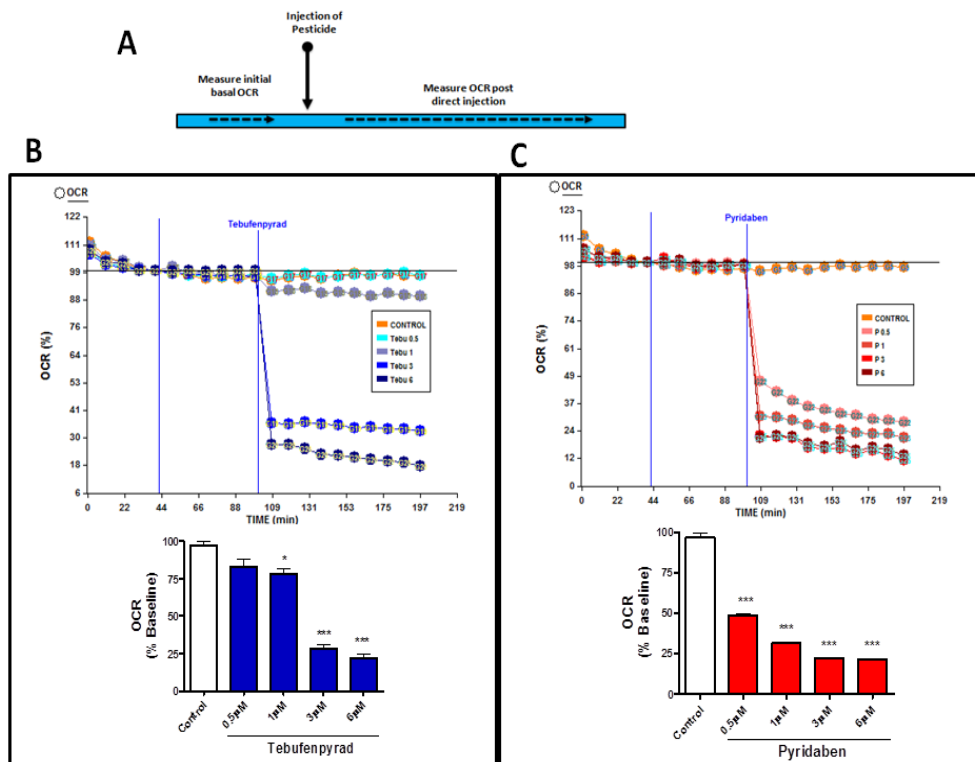 A
Injection of
Pesticide
Measure initial
basal OCR
Measure OCR post
direct injection
B
OCR
Tebufenpyrad
122
111
99
88
76
64
53
41
30
18
6
OCR (%)
CONTROL
Tebu 0.5
Tebu 1
Tebu 3
Tebu 6
0 22 44 66 88 109 131 153 175 197 219
TIME (min)
100
75
50
25
0
OCR
(% Baseline)
*
***
***
Control
0.5µM
1µM
3µM
6µM
Tebufenpyrad
C
OCR
Pyridaben
123
111
98
86
74
61
49
37
24
12
0
OCR (%)
CONTROL
P 0.5
P 1
P 3
P 6
0 22 44 66 88 109 131 153 175 197 219
TIME (min)
100
75
50
25
0
OCR
(% Baseline)
***
***
***
***
Control
0.5µM
1µM
3µM
6µM
Pyridaben